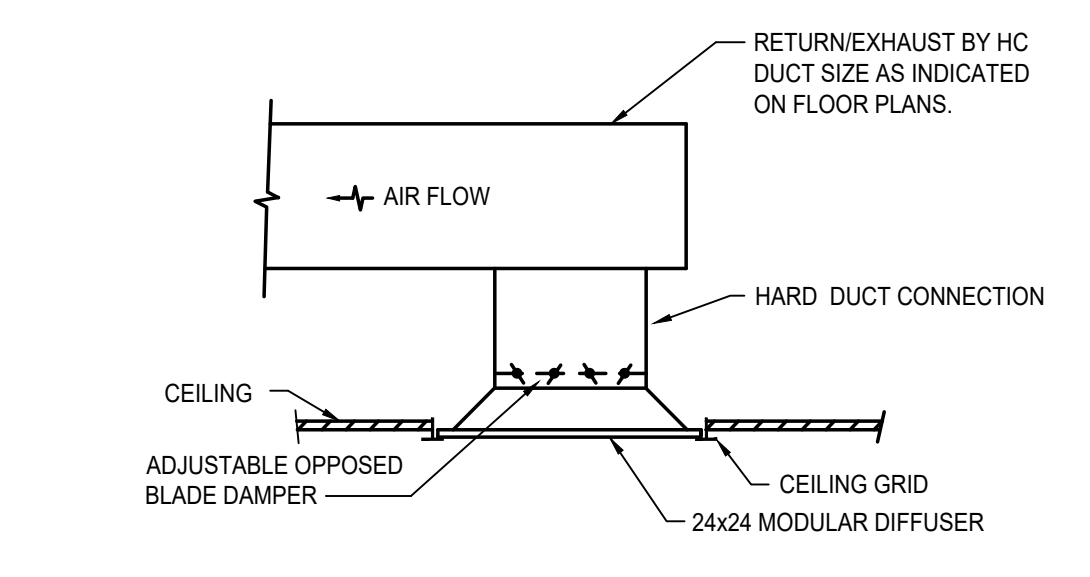 RETURN/EXHAUST BY HC
DUCT SIZE AS INDICATED
ON FLOOR PLANS.
AIR FLOW
HARD DUCT CONNECTION
CEILING
ADJUSTABLE OPPOSED
BLADE DAMPER
CEILING GRID
24x24 MODULAR DIFFUSER